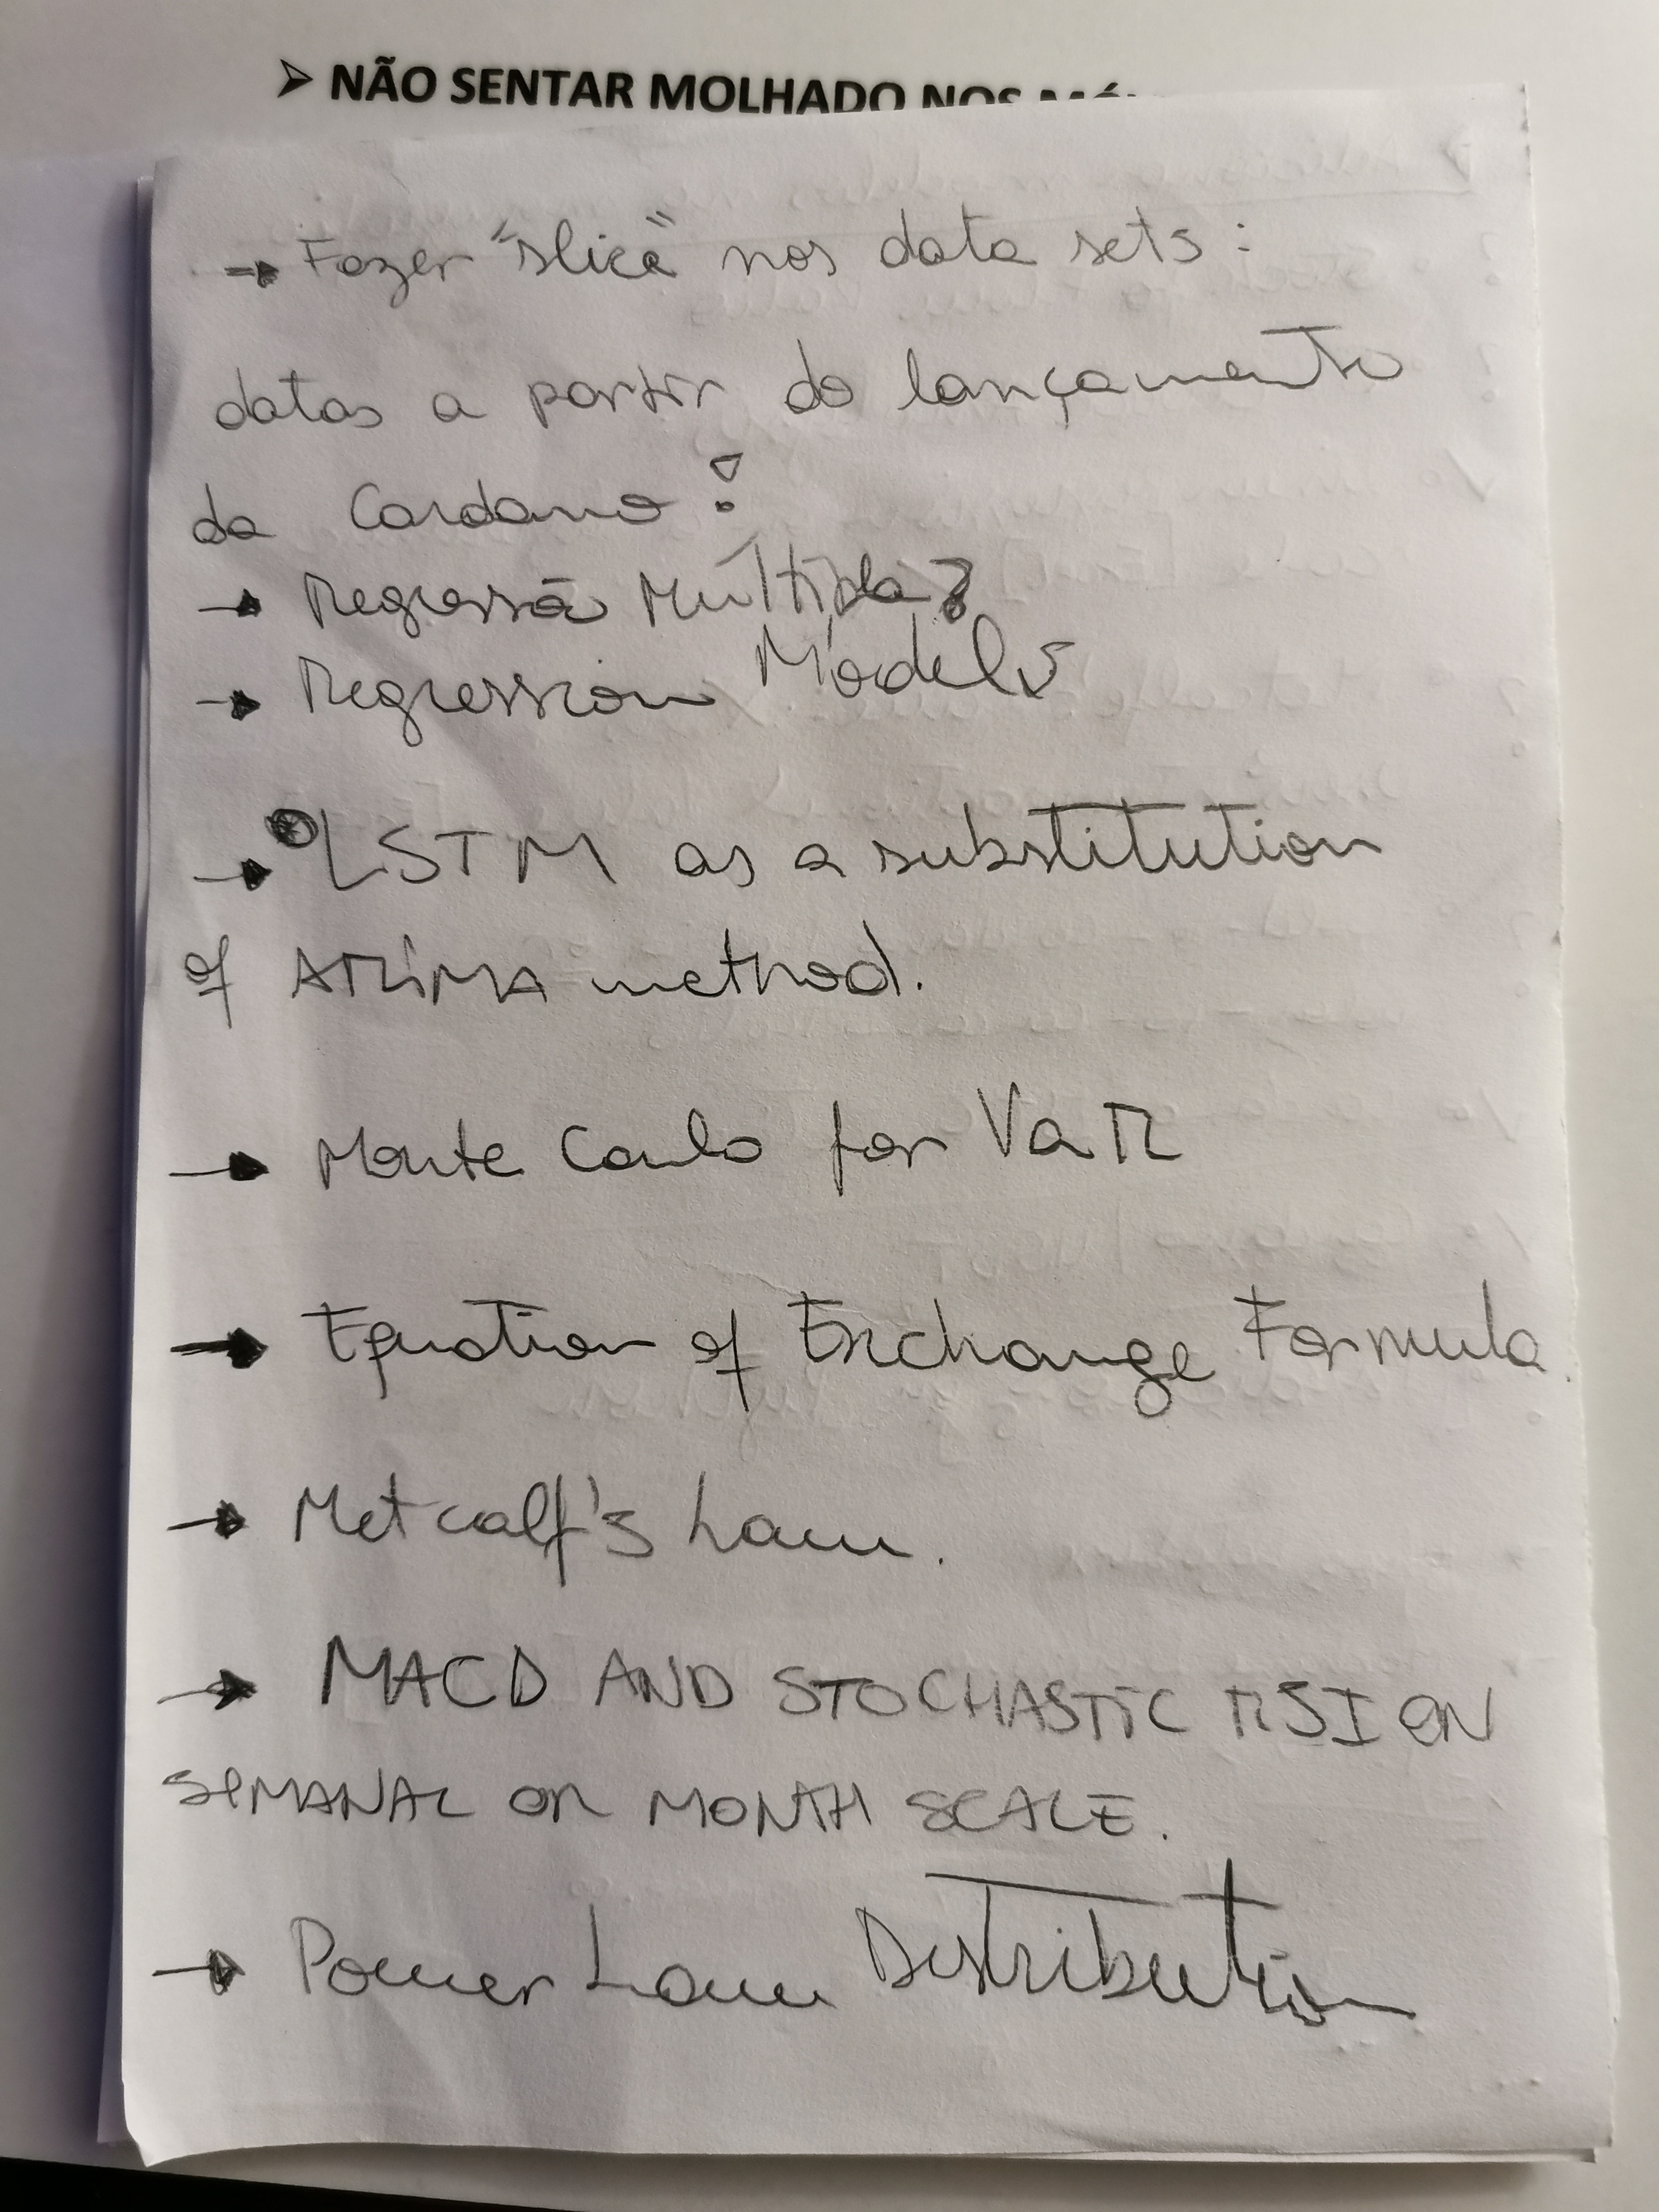 ➢ NÃO SENTAR MOLHADO NOS
→ Fazer "slice" nos data sets:
datas a partir do lançamento
da Cardano!
→ Regressão Múltipla?
→ Regression Models
→ LSTM as a substitution
of ARIMA method.
→ Monte Carlo for VaR
→ Equation of Exchange Formula.
→ Metcalf's Law.
→ MACD AND STOCHASTIC RSI ON
SEMANAL OR MONTH SCALE.
→ Power Law Distribution